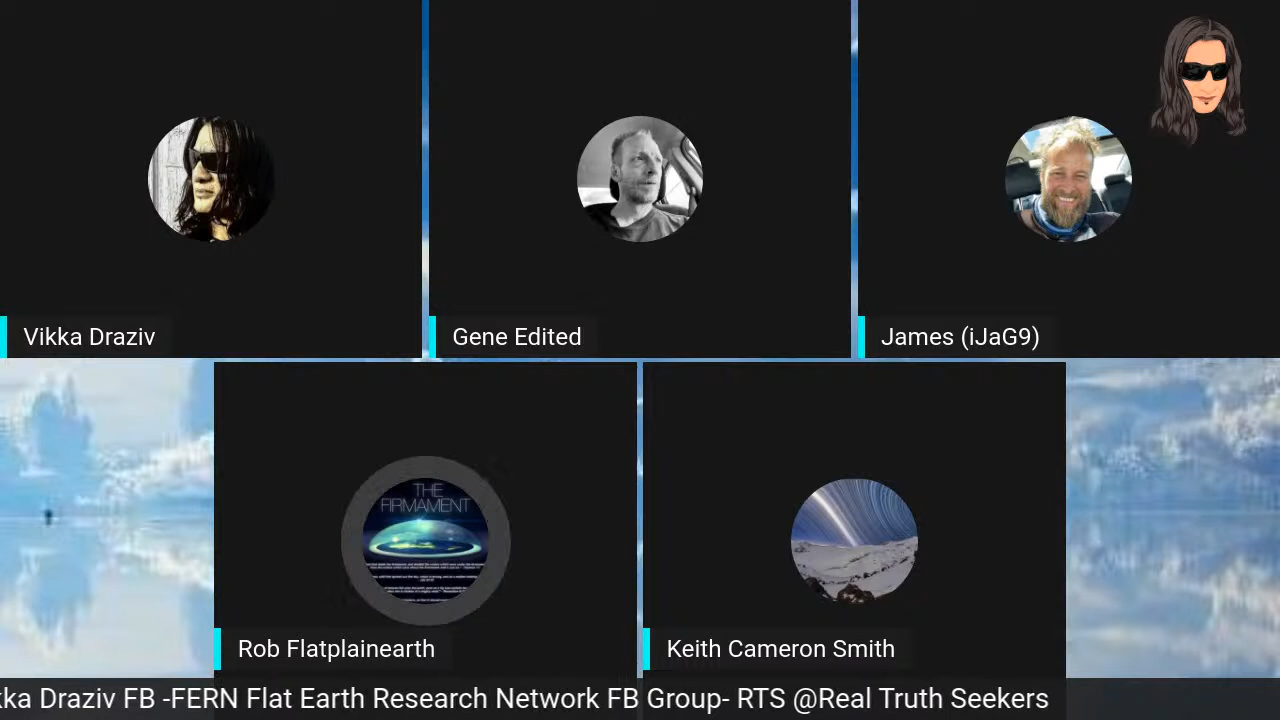 Vikka Draziv
Gene Edited
James (iJaG9)
THE
FIRMAMENT
Rob Flatplainearth
Keith Cameron Smith
ka Draziv FB -FERN Flat Earth Research Network FB Group- RTS @Real Truth Seekers